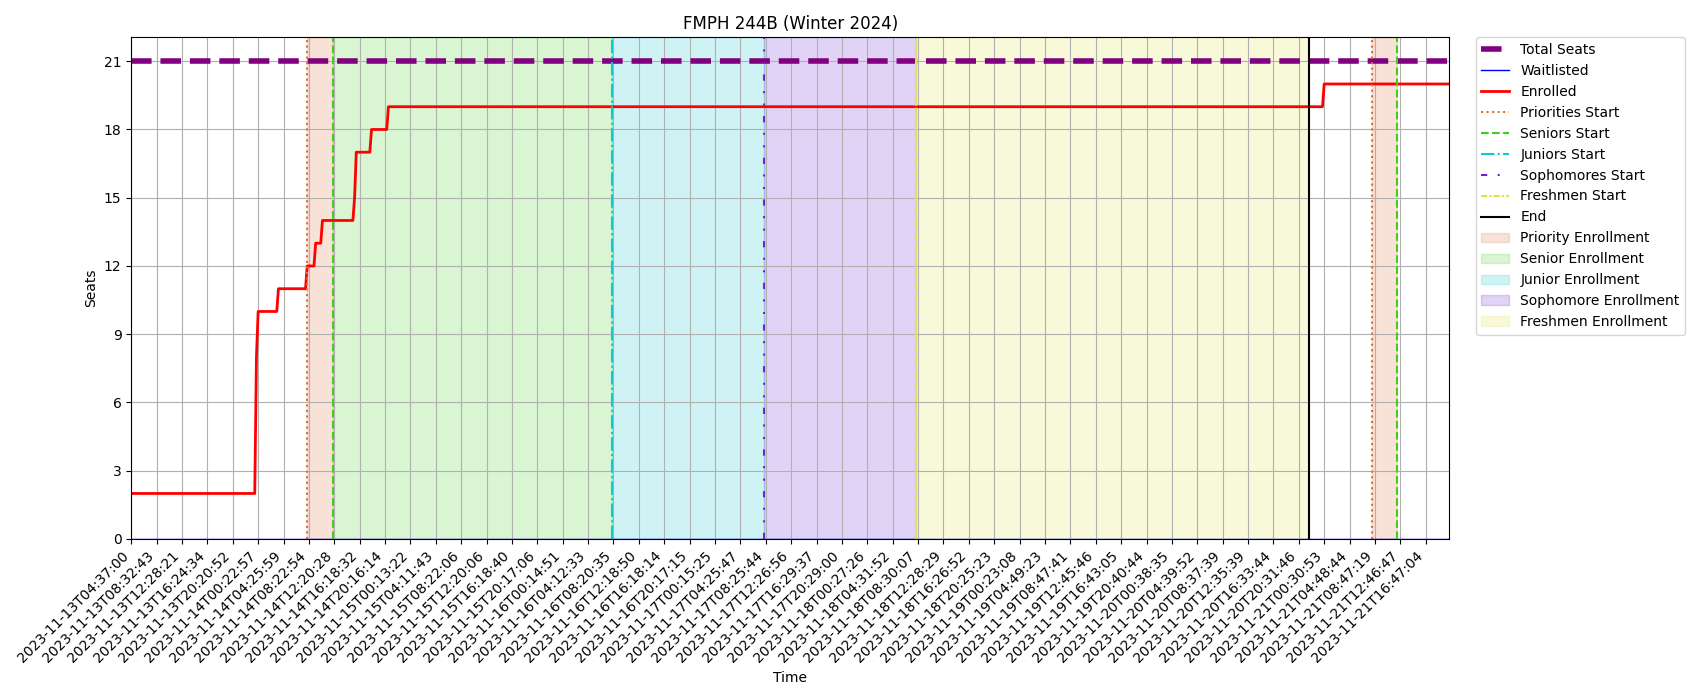 FMPH 244B (Winter 2024)
Seats
21
18
15
12
9
6
3
0
2023-11-13T04:37:00
2023-11-13T08:32:43
2023-11-13T12:28:21
2023-11-13T16:24:34
2023-11-13T20:20:52
2023-11-14T00:22:57
2023-11-14T04:25:59
2023-11-14T08:22:54
2023-11-14T12:20:28
2023-11-14T16:18:32
2023-11-14T20:16:14
2023-11-15T00:13:22
2023-11-15T04:11:43
2023-11-15T08:22:06
2023-11-15T12:20:06
2023-11-15T16:18:40
2023-11-15T20:17:06
2023-11-16T00:14:51
2023-11-16T04:12:33
2023-11-16T08:20:35
2023-11-16T12:18:50
2023-11-16T16:18:14
2023-11-16T20:17:15
2023-11-17T00:15:25
2023-11-17T04:25:47
2023-11-17T08:25:44
2023-11-17T12:26:56
2023-11-17T16:29:37
2023-11-17T20:29:00
2023-11-18T00:27:26
2023-11-18T04:31:52
2023-11-18T08:30:07
2023-11-18T12:28:29
2023-11-18T16:26:52
2023-11-18T20:25:23
2023-11-19T00:23:08
2023-11-19T04:49:23
2023-11-19T08:47:41
2023-11-19T12:45:46
2023-11-19T16:43:05
2023-11-19T20:40:44
2023-11-20T00:38:35
2023-11-20T04:39:52
2023-11-20T08:37:39
2023-11-20T12:35:39
2023-11-20T16:33:44
2023-11-20T20:31:46
2023-11-21T00:30:53
2023-11-21T04:48:44
2023-11-21T08:47:19
2023-11-21T12:46:47
2023-11-21T16:47:04
Time
Total Seats
Waitlisted
Enrolled
Priorities Start
Seniors Start
Juniors Start
Sophomores Start
Freshmen Start
End
Priority Enrollment
Senior Enrollment
Junior Enrollment
Sophomore Enrollment
Freshmen Enrollment